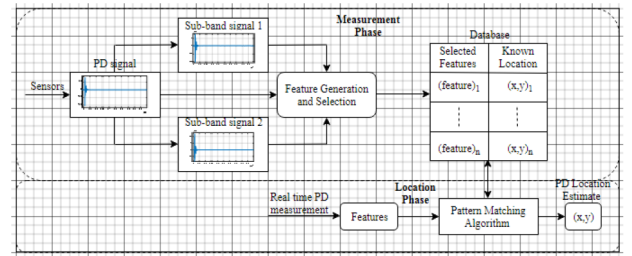 Measurement
Phase
Sub-band signal 1
Database
Selected
Features
Known
Location
PD signal
Sensors
Feature Generation
and Selection
(feature)1
(x,y)1
Sub-band signal 2
(feature)n
(x,y)n
Location
Phase
PD Location
Estimate
Real time PD
measurement
Features
Pattern Matching
Algorithm
(x,y)